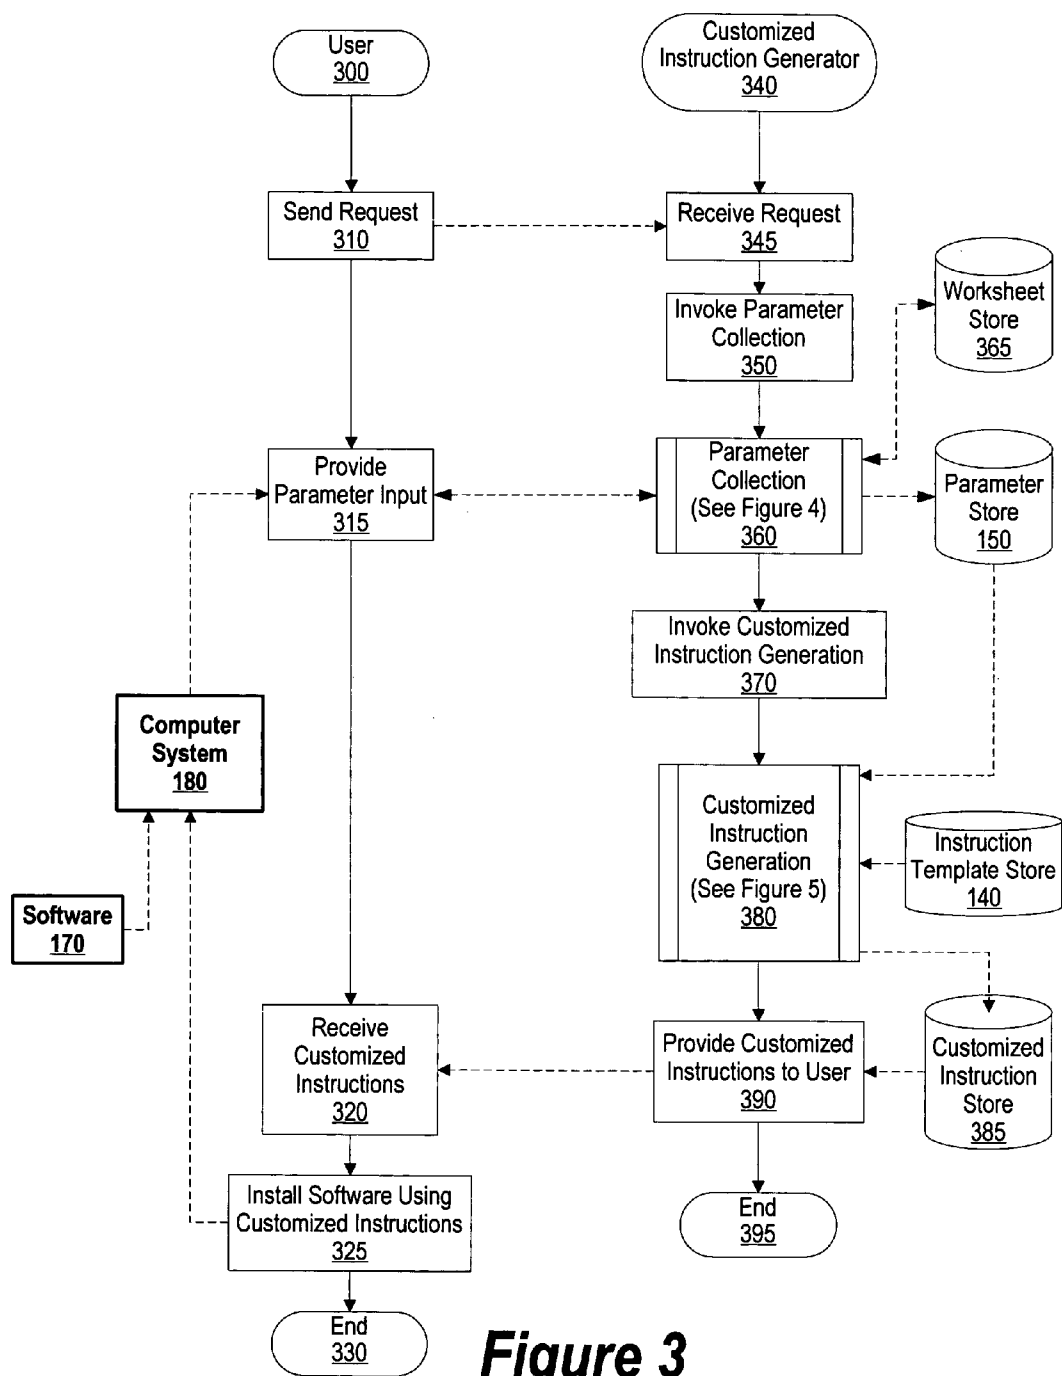 User
300
Customized
Instruction Generator
340
Send Request
310
Receive Request
345
Invoke Parameter
Collection
350
Worksheet
Store
365
Provide
Parameter Input
315
Parameter
Collection
(See Figure 4)
360
Parameter
Store
150
Invoke Customized
Instruction Generation
370
Computer
System
180
Software
170
Customized
Instruction
Generation
(See Figure 5)
380
Instruction
Template Store
140
Receive
Customized
Instructions
320
Provide Customized
Instructions to User
390
Customized
Instruction
Store
385
Install Software Using
Customized Instructions
325
End
395
End
330
Figure 3